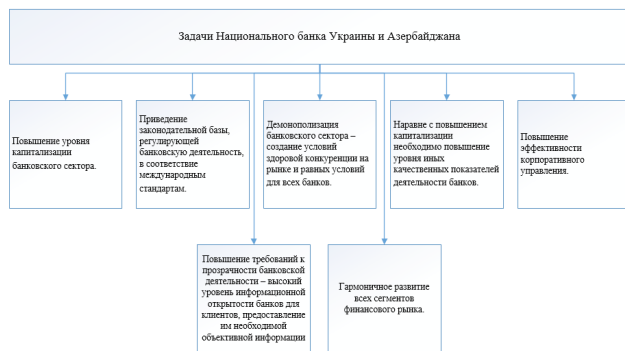 Задачи Национального банка Украины и Азербайджана
Повышение уровня
капитализации
банковского сектора.
Приведение
законодательной базы,
регулирующей
банковскую деятельность,
в соответствие
международным
стандартам.
Демонополизация
банковского сектора –
создание условий
здоровой конкуренции на
рынке и равных условий
для всех банков.
Наравне с повышением
капитализации
необходимо повышение
уровня иных
качественных показателей
деятельности банков.
Повышение
эффективности
корпоративного
управления.
Повышение требований к
прозрачности банковской
деятельности – высокий
уровень информационной
открытости банков для
клиентов, предоставление
им необходимой
объективной информации
Гармоничное развитие
всех сегментов
финансового рынка.